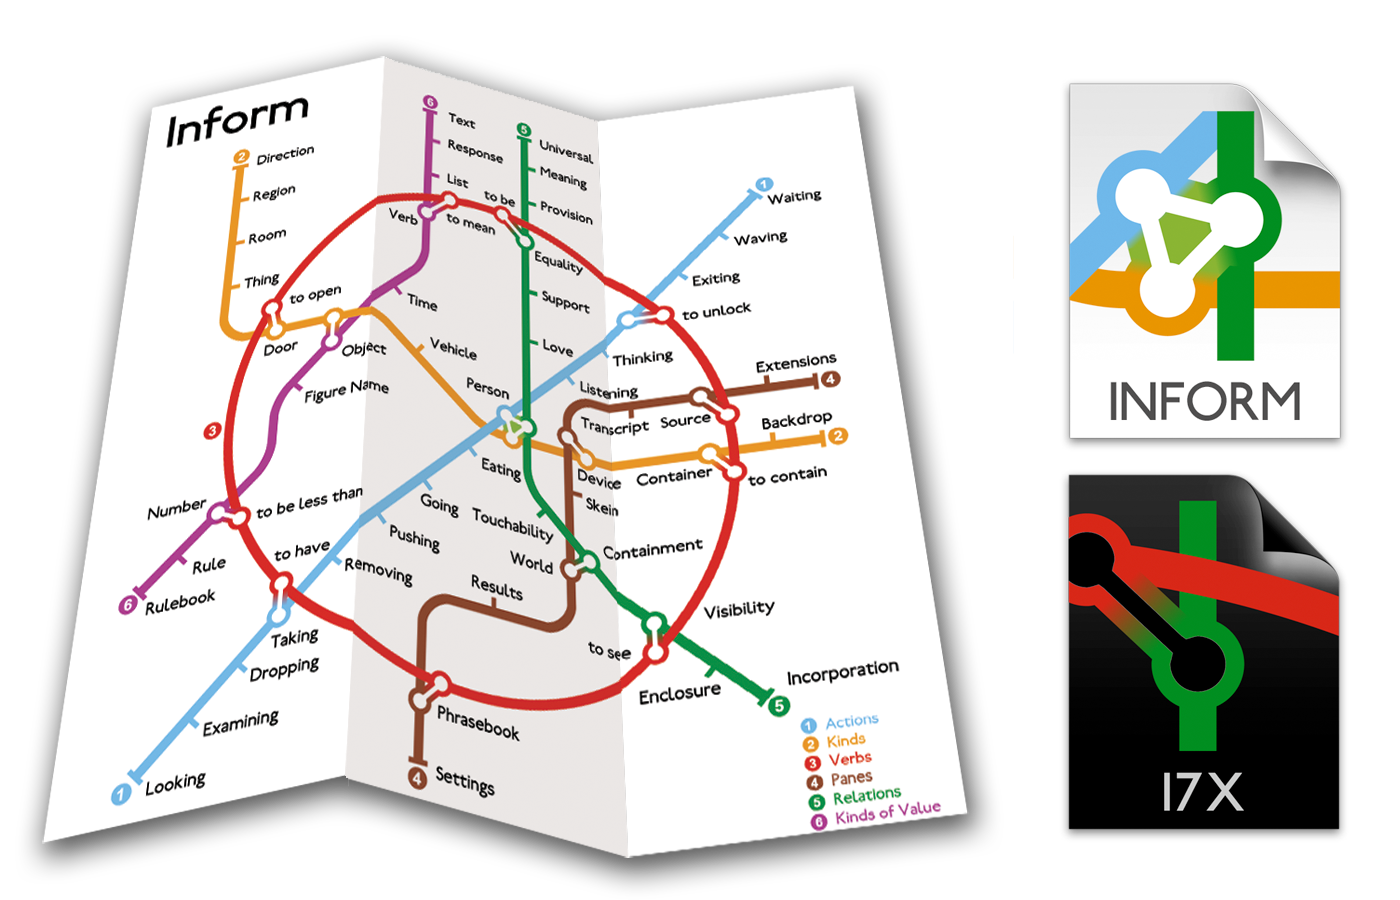 Inform
2
Direction
Region
Room
Thing
to open
Door
Object
Figure Name
3
Number
to be less than
Rule
6
Rulebook
to have
Taking
Dropping
Examining
1
Looking
6
Text
Response
List
to be
Verb
to mean
Time
Vehicle
Person
5
Universal
Meaning
Provision
Equality
Support
Love
Eating
Going
Pushing
Removing
Results
Touchability
World
Phrasebook
4
Settings
1
Waiting
Waving
Exiting
to unlock
Thinking
Listening
Extensions
4
Transcript
Source
Backdrop
2
Device
Container
to contain
Skein
Containment
Visibility
to see
Enclosure
Incorporation
5
1 Actions
2 Kinds
3 Verbs
4 Panes
5 Relations
6 Kinds of Value
INFORM
I7X